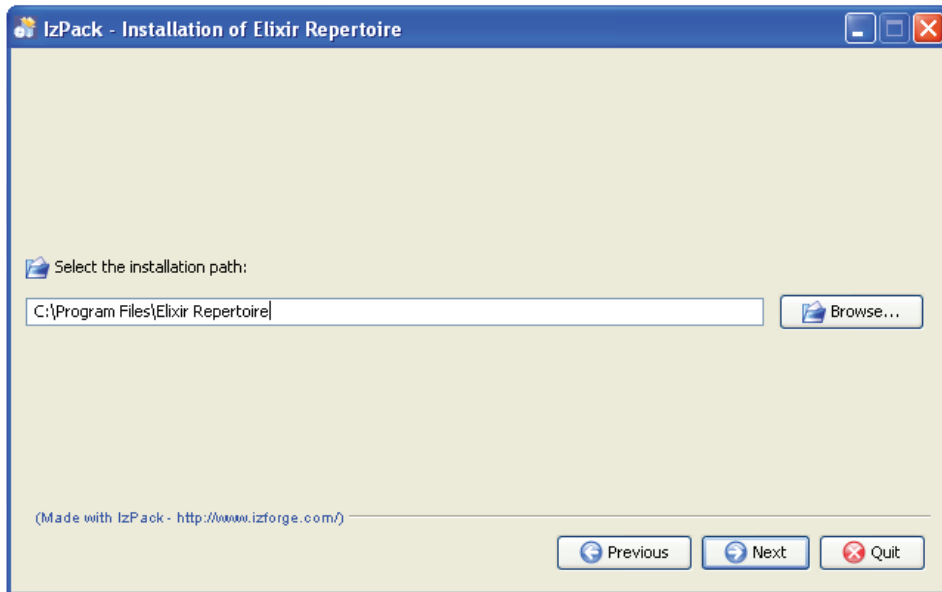 IzPack - Installation of Elixir Repertoire
Select the installation path:
C:\Program Files\Elixir Repertoire
Browse...
(Made with IzPack - http://www.izforge.com/)
Previous
Next
Quit